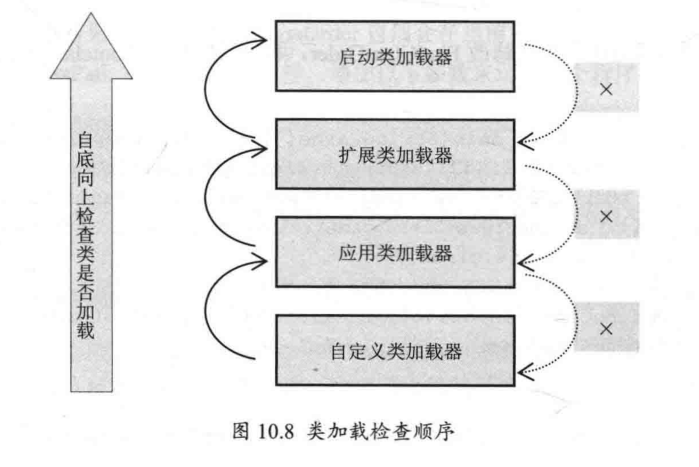 启动类加载器
×
扩展类加载器
自底向上检查类是否加载
×
应用类加载器
×
自定义类加载器
图 10.8 类加载检查顺序